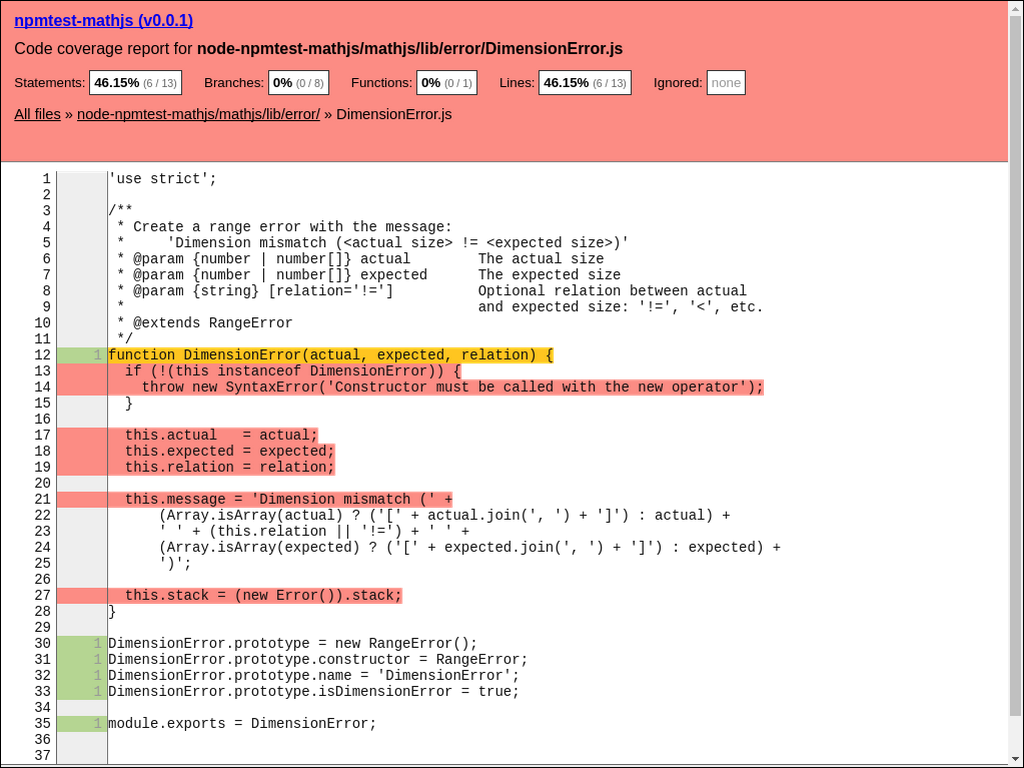 npmtest-mathjs (v0.0.1)
Code coverage report for node-npmtest-mathjs/mathjs/lib/error/DimensionError.js
Statements: 46.15% (6 / 13) Branches: 0% (0 / 8) Functions: 0% (0 / 1) Lines: 46.15% (6 / 13) Ignored: none
All files » node-npmtest-mathjs/mathjs/lib/error/ » DimensionError.js
1 'use strict';
2
3 /**
4  * Create a range error with the message:
5  *     'Dimension mismatch (<actual size> != <expected size>)'
6  * @param {number | number[]} actual        The actual size
7  * @param {number | number[]} expected      The expected size
8  * @param {string} [relation='!=']          Optional relation between actual
9  *                                          and expected size: '!=', '<', etc.
10  * @extends RangeError
11  */
12 1 function DimensionError(actual, expected, relation) {
13   if (!(this instanceof DimensionError)) {
14     throw new SyntaxError('Constructor must be called with the new operator');
15   }
16
17   this.actual   = actual;
18   this.expected = expected;
19   this.relation = relation;
20
21   this.message = 'Dimension mismatch (' +
22       (Array.isArray(actual) ? ('[' + actual.join(', ') + ']') : actual) +
23       ' ' + (this.relation || '!=') + ' ' +
24       (Array.isArray(expected) ? ('[' + expected.join(', ') + ']') : expected) +
25       ')';
26
27   this.stack = (new Error()).stack;
28 }
29
30 1 DimensionError.prototype = new RangeError();
31 1 DimensionError.prototype.constructor = RangeError;
32 1 DimensionError.prototype.name = 'DimensionError';
33 1 DimensionError.prototype.isDimensionError = true;
34
35 1 module.exports = DimensionError;
36
37